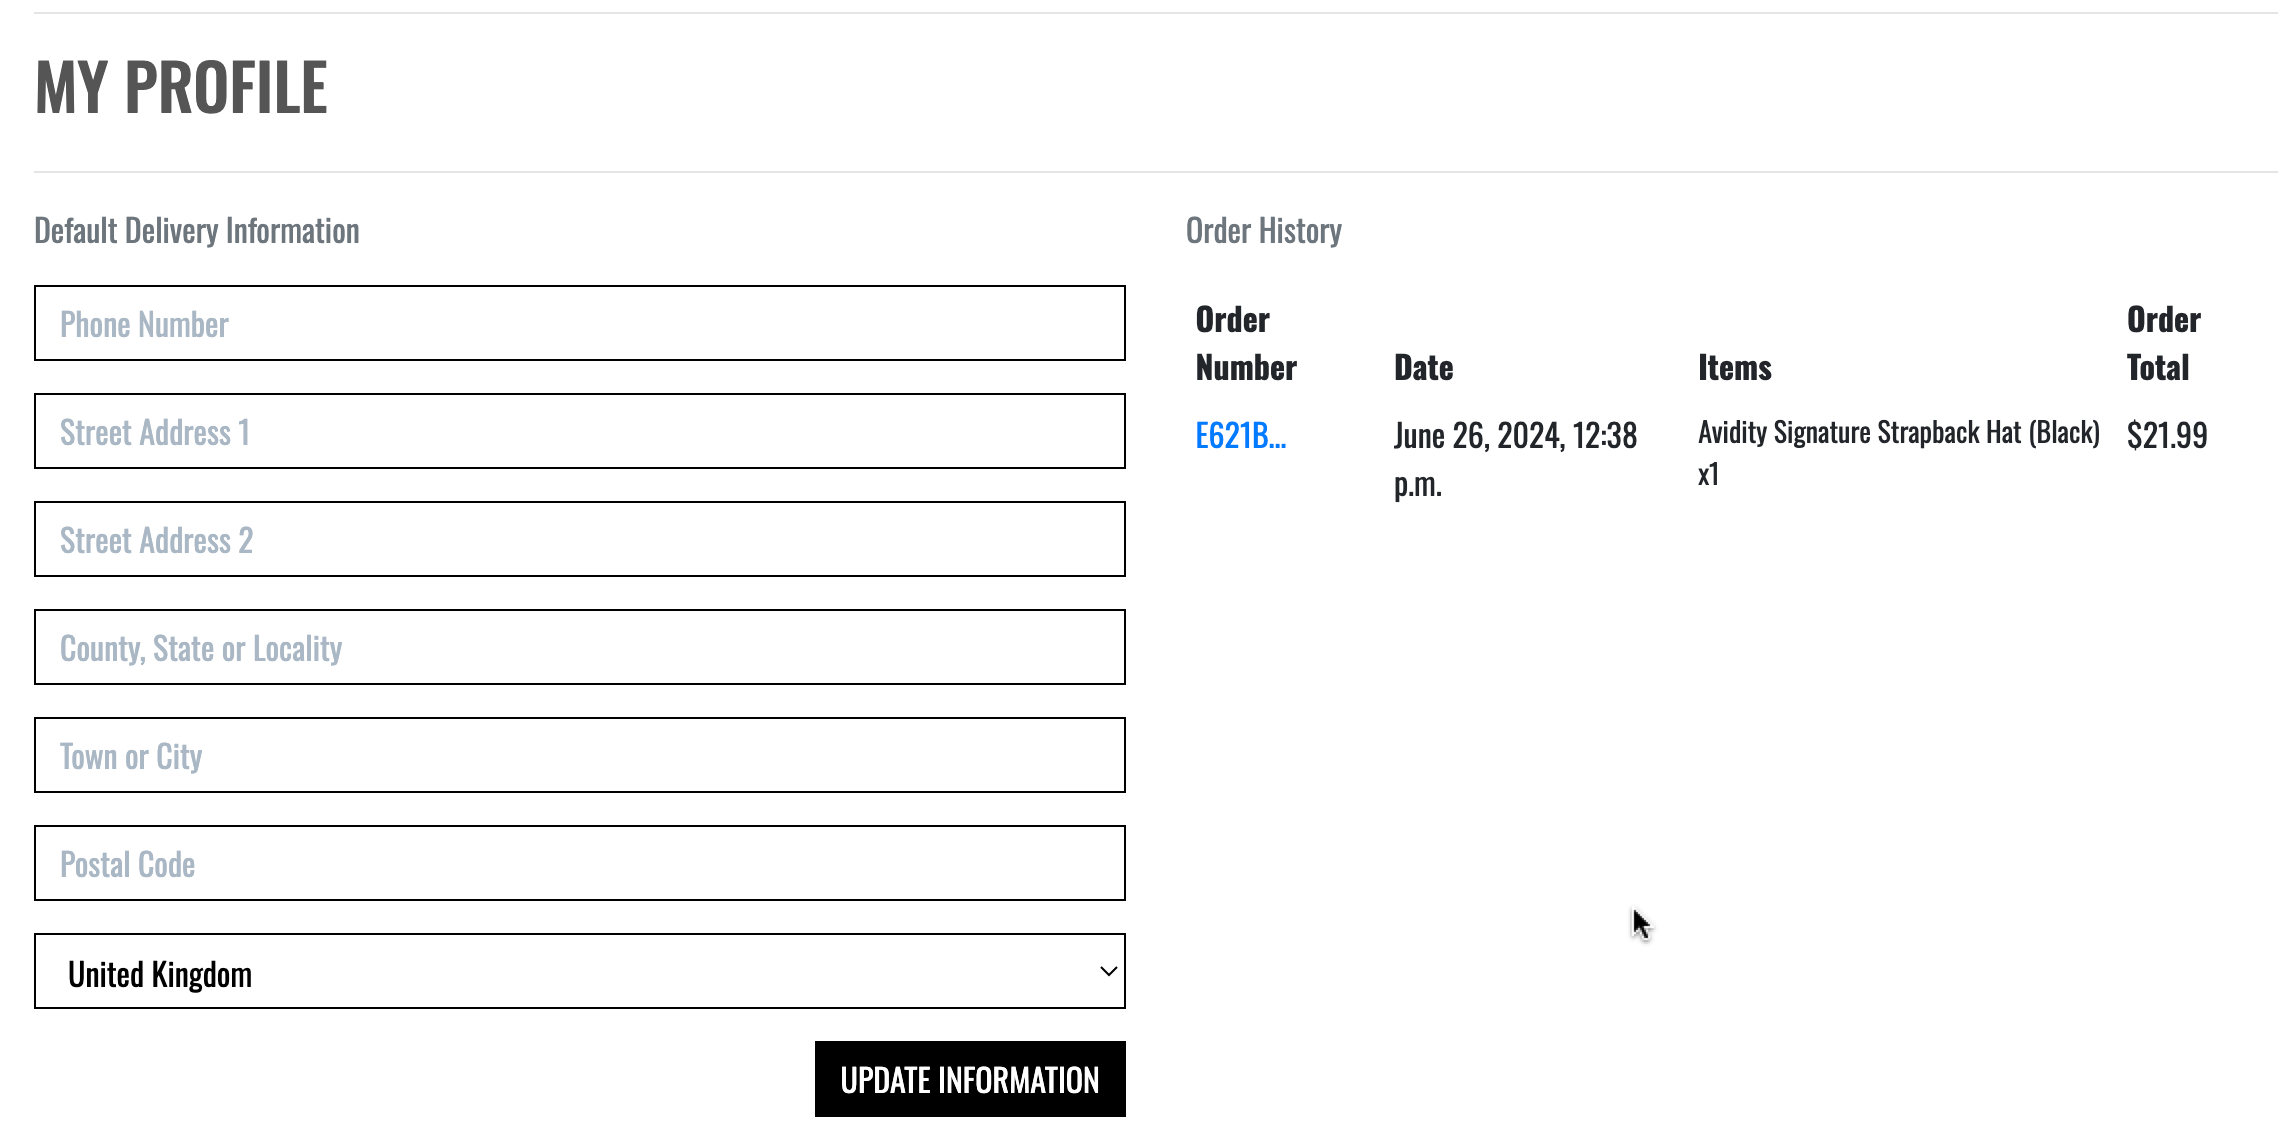 MY PROFILE
Default Delivery Information
Phone Number
Street Address 1
Street Address 2
County, State or Locality
Town or City
Postal Code
United Kingdom
UPDATE INFORMATION
Order History
Order
Number
Date
Items
Order
Total
E621B...
June 26, 2024, 12:38
p.m.
Avidity Signature Strapback Hat (Black)
x1
$21.99